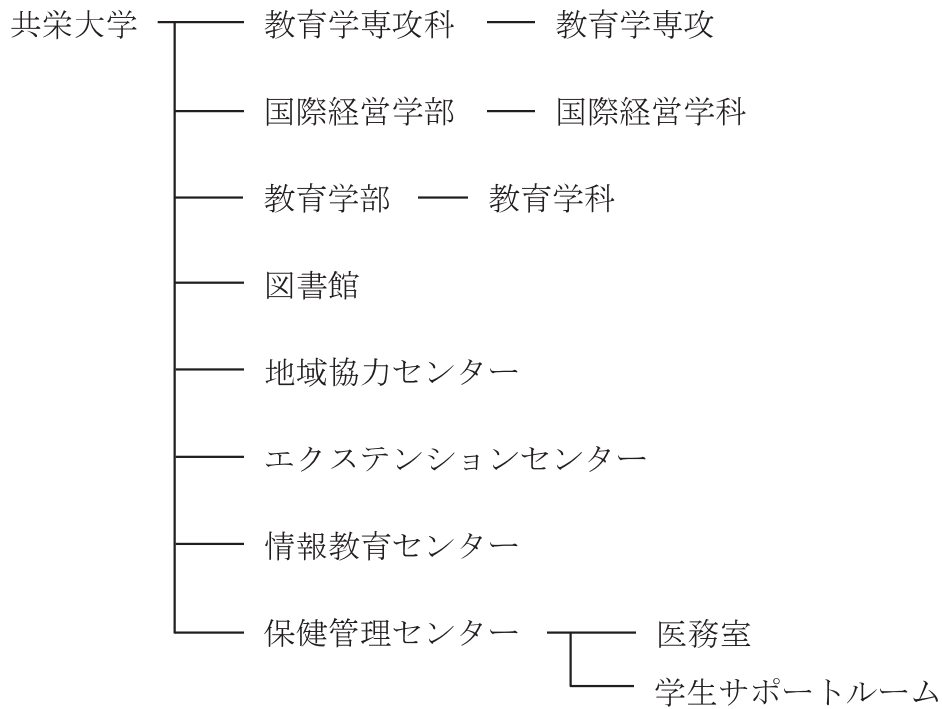 共栄大学 教育学専攻科 教育学専攻
国際経営学部 国際経営学科
教育学部 教育学科
図書館
地域協力センター
エクステンションセンター
情報教育センター
保健管理センター 医務室
学生サポートルーム